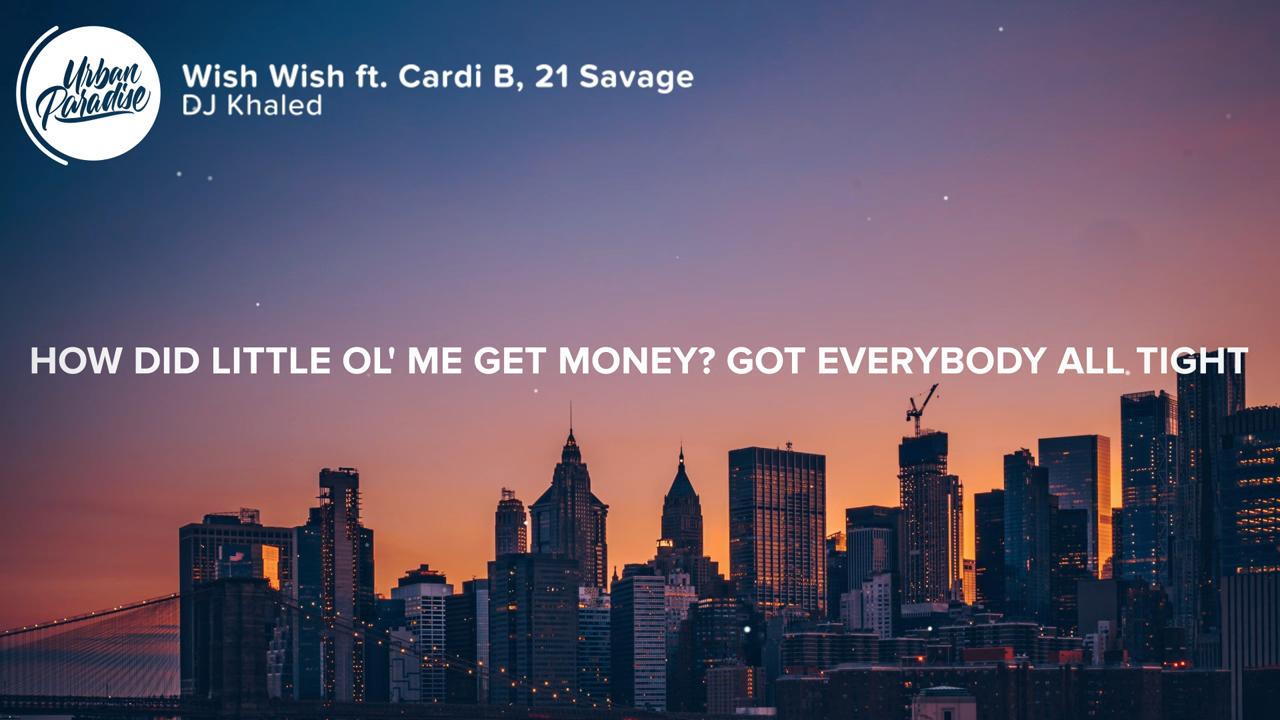 Urban
Paradise
Wish Wish ft. Cardi B, 21 Savage
DJ Khaled
HOW DID LITTLE OL' ME GET MONEY? GOT EVERYBODY ALL TIGHT